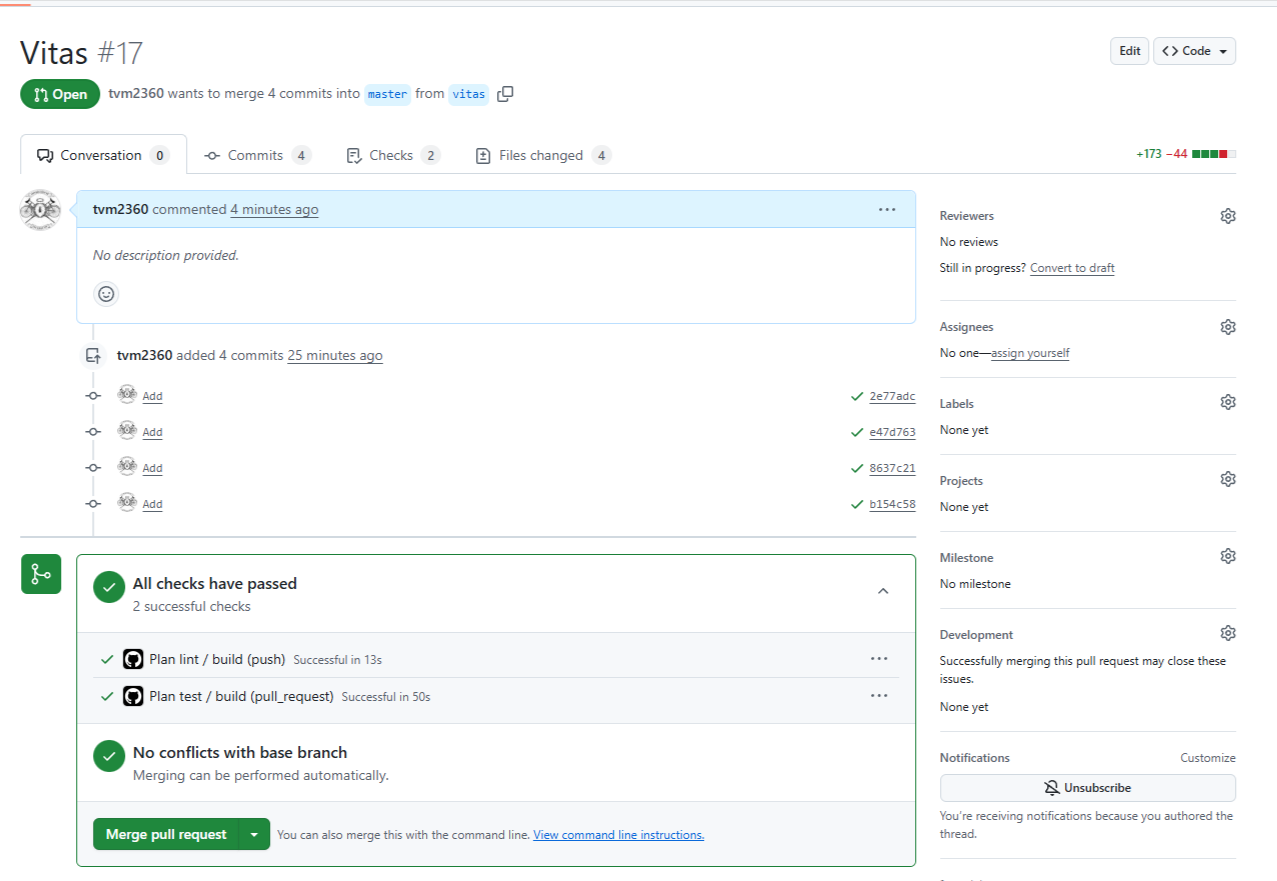 Vitas #17
Edit
Code
Open
tvm2360 wants to merge 4 commits into master from vitas
Conversation 0
Commits 4
Checks 2
Files changed 4
+173 −44
tvm2360 commented 4 minutes ago
No description provided.
tvm2360 added 4 commits 25 minutes ago
Add 2e77adc
Add e47d763
Add 8637c21
Add b154c58
All checks have passed
2 successful checks
Plan lint / build (push) Successful in 13s
Plan test / build (pull_request) Successful in 50s
No conflicts with base branch
Merging can be performed automatically.
Merge pull request
You can also merge this with the command line. View command line instructions.
Reviewers
No reviews
Still in progress? Convert to draft
Assignees
No one—assign yourself
Labels
None yet
Projects
None yet
Milestone
No milestone
Development
Successfully merging this pull request may close these
issues.
None yet
Notifications
Customize
Unsubscribe
You're receiving notifications because you authored the
thread.